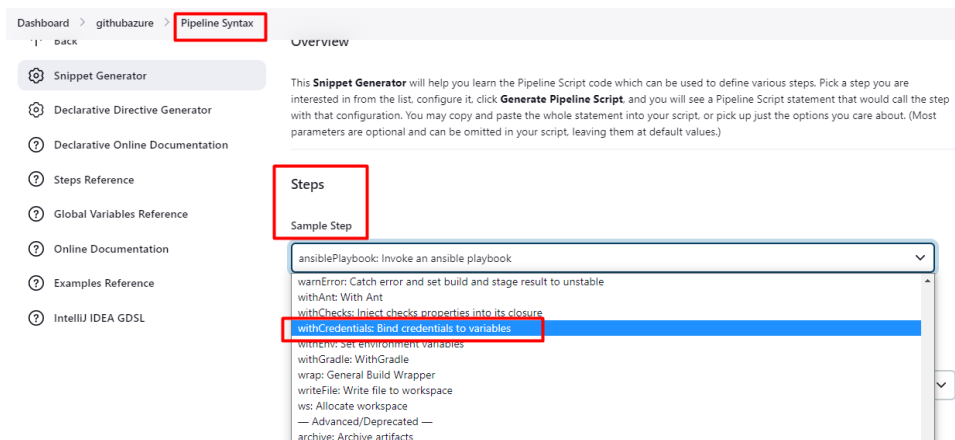 Dashboard > githubazure > Pipeline Syntax
Back
Overview
Snippet Generator
This Snippet Generator will help you learn the Pipeline Script code which can be used to define various steps. Pick a step you are
interested in from the list, configure it, click Generate Pipeline Script, and you will see a Pipeline Script statement that would call the step
with that configuration. You may copy and paste the whole statement into your script, or pick up just the options you care about. (Most
parameters are optional and can be omitted in your script, leaving them at default values.)
Declarative Directive Generator
Declarative Online Documentation
Steps Reference
Global Variables Reference
Online Documentation
Examples Reference
IntelliJ IDEA GDSL
Steps
Sample Step
ansiblePlaybook: Invoke an ansible playbook
warnError: Catch error and set build and stage result to unstable
withAnt: With Ant
withChecks: Inject checks properties into its closure
withCredentials: Bind credentials to variables
withEnv: Set environment variables
withGradle: WithGradle
wrap: General Build Wrapper
writeFile: Write file to workspace
ws: Allocate workspace
— Advanced/Deprecated —
archive: Archive artifacts